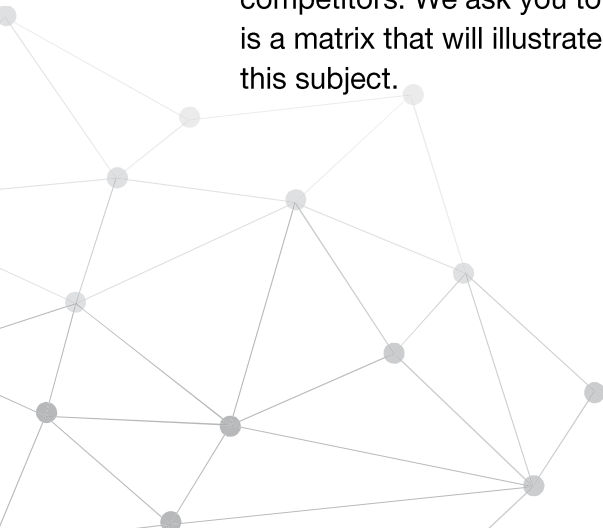 competitors. We ask you to
is a matrix that will illustrate
this subject.